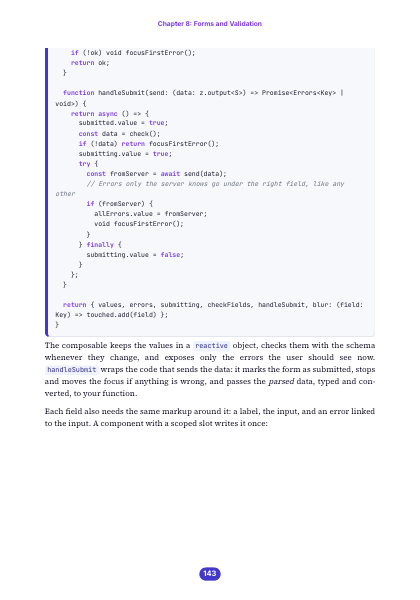 Chapter 8: Forms and Validation
    if (!ok) void focusFirstError();
    return ok;
  }

  function handleSubmit(send: (data: z.output<S>) => Promise<Errors<Key> |
void>) {
    return async () => {
      submitted.value = true;
      const data = check();
      if (!data) return focusFirstError();
      submitting.value = true;
      try {
        const fromServer = await send(data);
        // Errors only the server knows go under the right field, like any
other
        if (fromServer) {
          allErrors.value = fromServer;
          void focusFirstError();
        }
      } finally {
        submitting.value = false;
      }
    };
  }

  return { values, errors, submitting, checkFields, handleSubmit, blur: (field:
Key) => touched.add(field) };
}
The composable keeps the values in a reactive object, checks them with the schema
whenever they change, and exposes only the errors the user should see now.
handleSubmit wraps the code that sends the data: it marks the form as submitted, stops
and moves the focus if anything is wrong, and passes the parsed data, typed and con-
verted, to your function.
Each field also needs the same markup around it: a label, the input, and an error linked
to the input. A component with a scoped slot writes it once:
143